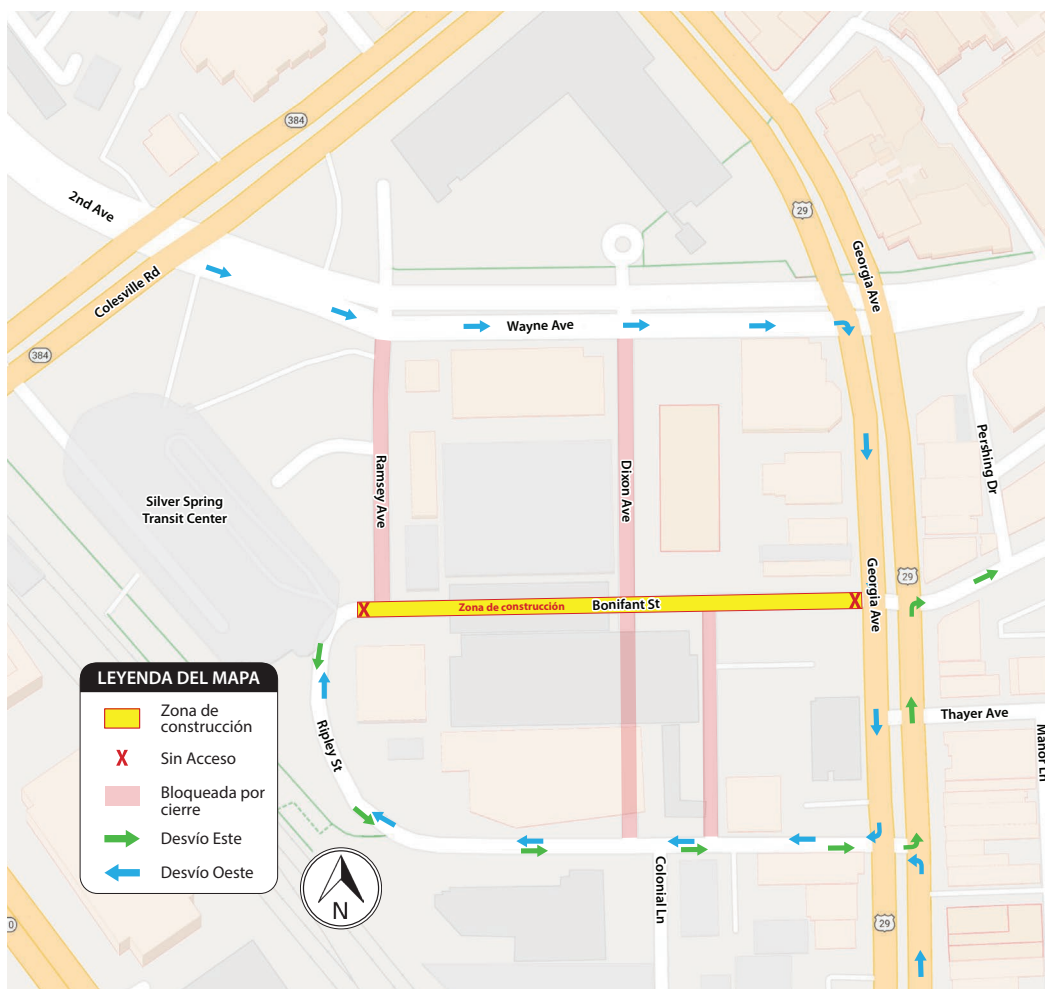 384
2nd Ave
29
Colesville Rd
Georgia Ave
Wayne Ave
384
Pershing Dr
Ramsey Ave
Dixon Ave
Silver Spring
Transit Center
Georgia Ave
29
X
Zona de construcción
Bonifant St
X
LEYENDA DEL MAPA
Zona de
construcción
X
Sin Acceso
Bloqueada por
cierre
Desvío Este
Desvío Oeste
Ripley St
Thayer Ave
Manor Ln
Colonial Ln
N
29
0